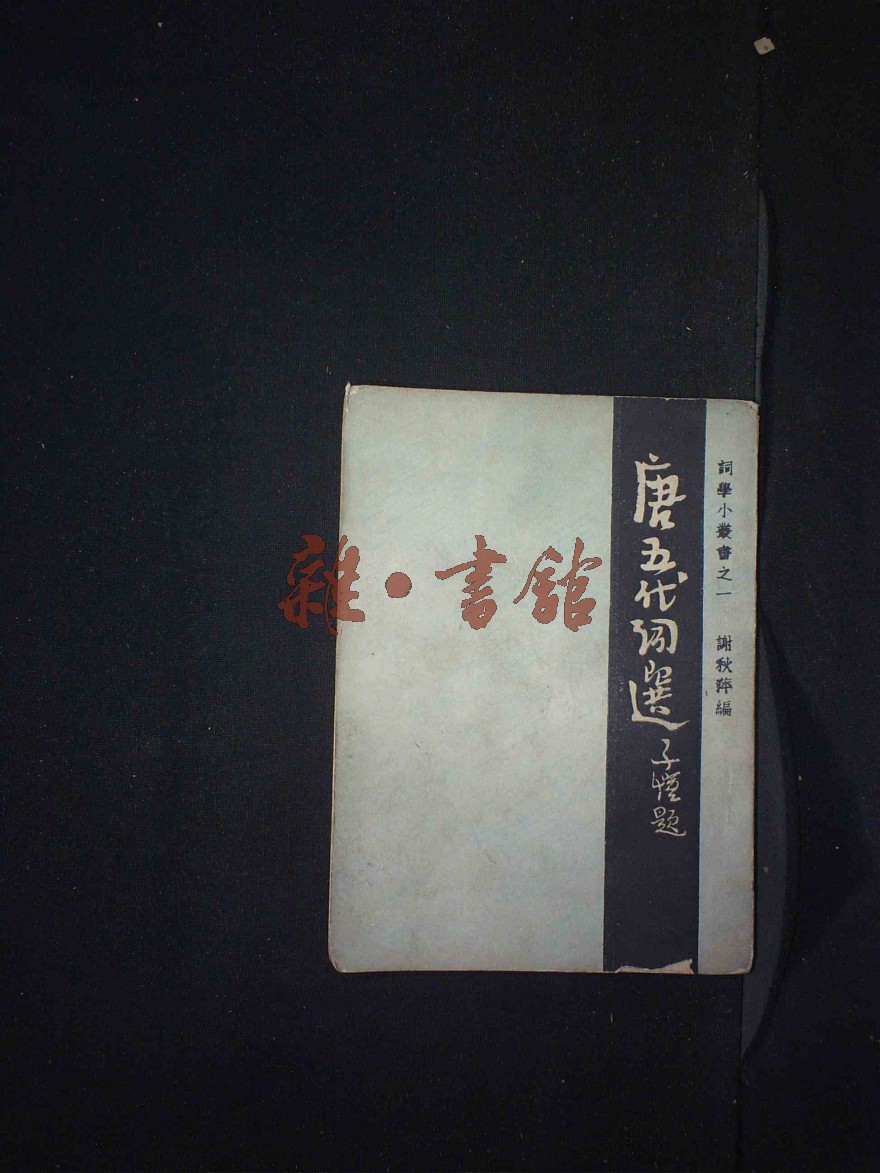 詞學小叢書之一 謝秋萍編
唐五代詞選 子愷題
雜·書館